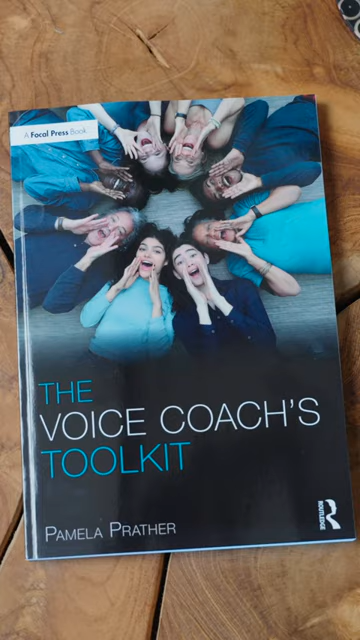 A Focal Press Book
THE
VOICE COACH'S
TOOLKIT
PAMELA PRATHER
ROUTLEDGE